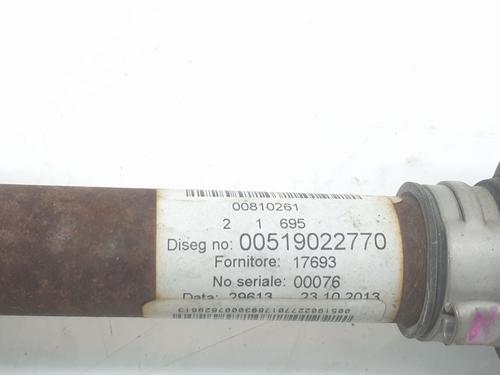 00810261
2 1 695
Diseg no: 00519022770
Fornitore: 17693
No seriale: 00076
Data: 29613 23.10.2013